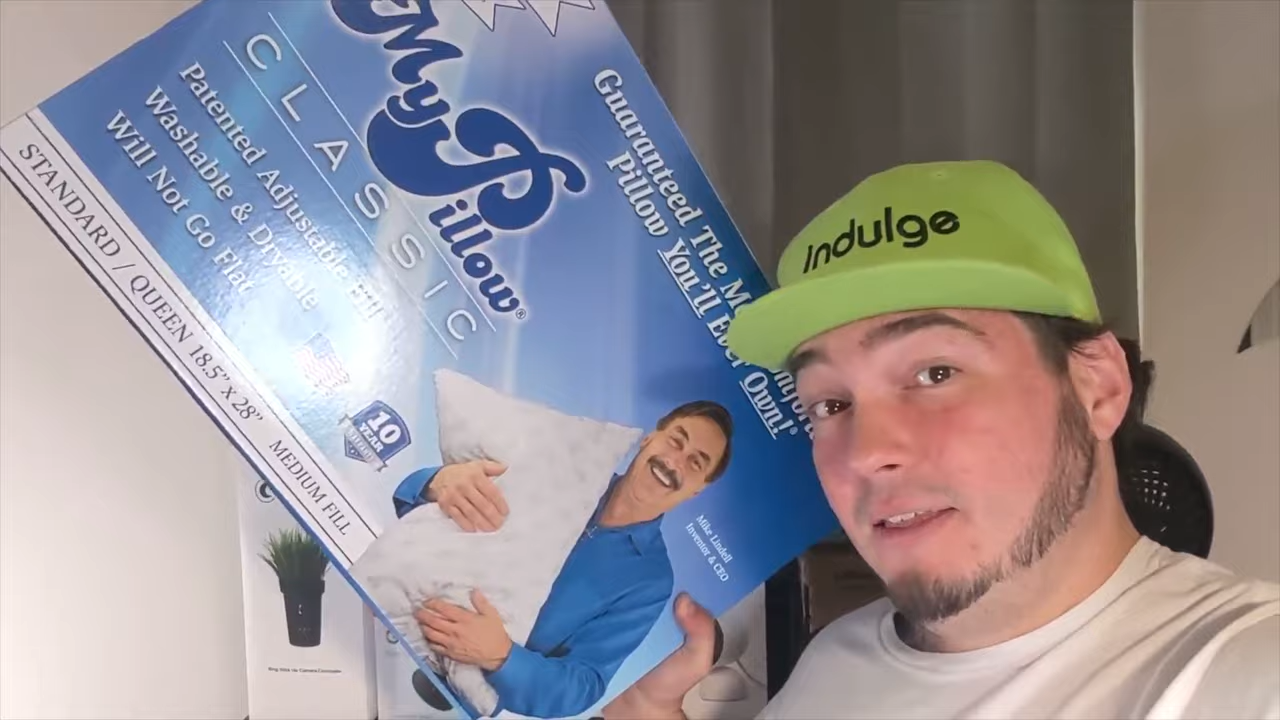 MyPillow®
CLASSIC
Patented Adjustable Fill
Washable & Dryable
Will Not Go Flat
STANDARD / QUEEN 18.5" x 28"
MEDIUM FILL
10
YEAR
Guaranteed The
Pillow You'll Ever Own!®
Mike Lindell
Inventor & CEO
Indulge